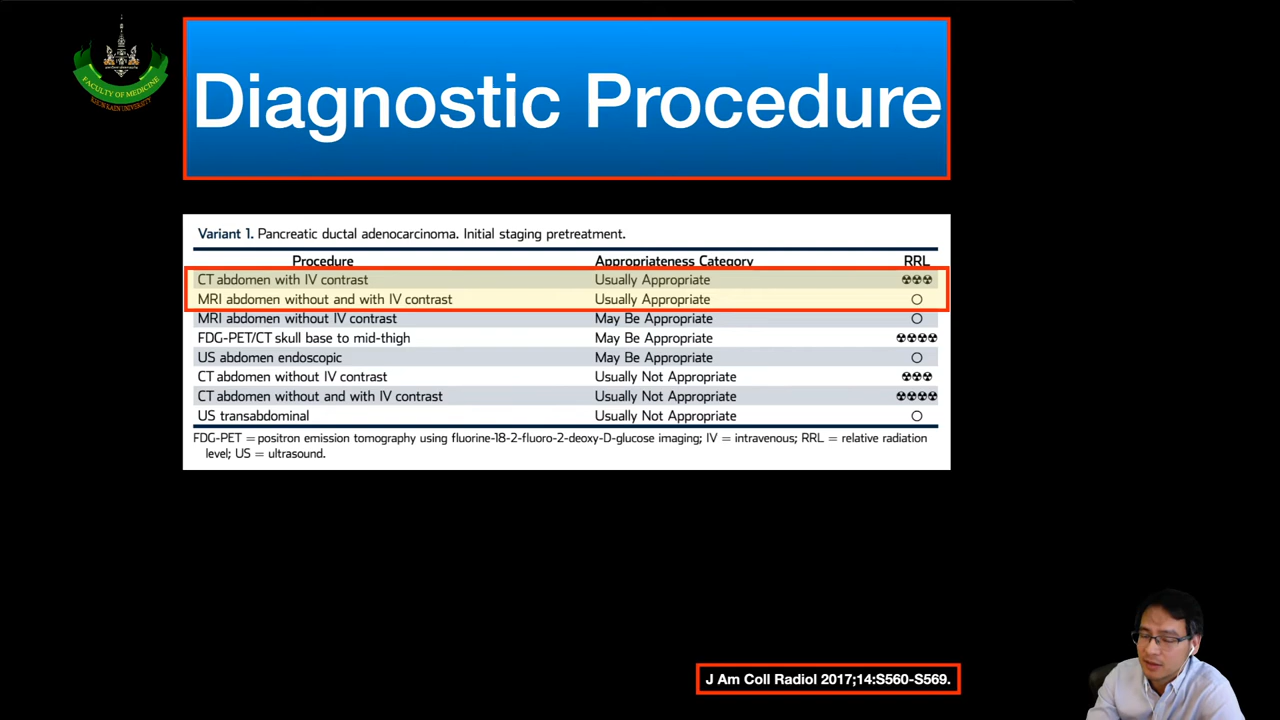 FACULTY OF MEDICINE
KHON KAEN UNIVERSITY
Diagnostic Procedure
Variant 1. Pancreatic ductal adenocarcinoma. Initial staging pretreatment.
Procedure Appropriateness Category RRL
CT abdomen with IV contrast Usually Appropriate ☢☢☢
MRI abdomen without and with IV contrast Usually Appropriate ○
MRI abdomen without IV contrast May Be Appropriate ○
FDG-PET/CT skull base to mid-thigh May Be Appropriate ☢☢☢☢
US abdomen endoscopic May Be Appropriate ○
CT abdomen without IV contrast Usually Not Appropriate ☢☢☢
CT abdomen without and with IV contrast Usually Not Appropriate ☢☢☢☢
US transabdominal Usually Not Appropriate ○
FDG-PET = positron emission tomography using fluorine-18-2-fluoro-2-deoxy-D-glucose imaging; IV = intravenous; RRL = relative radiation
level; US = ultrasound.
J Am Coll Radiol 2017;14:S560-S569.